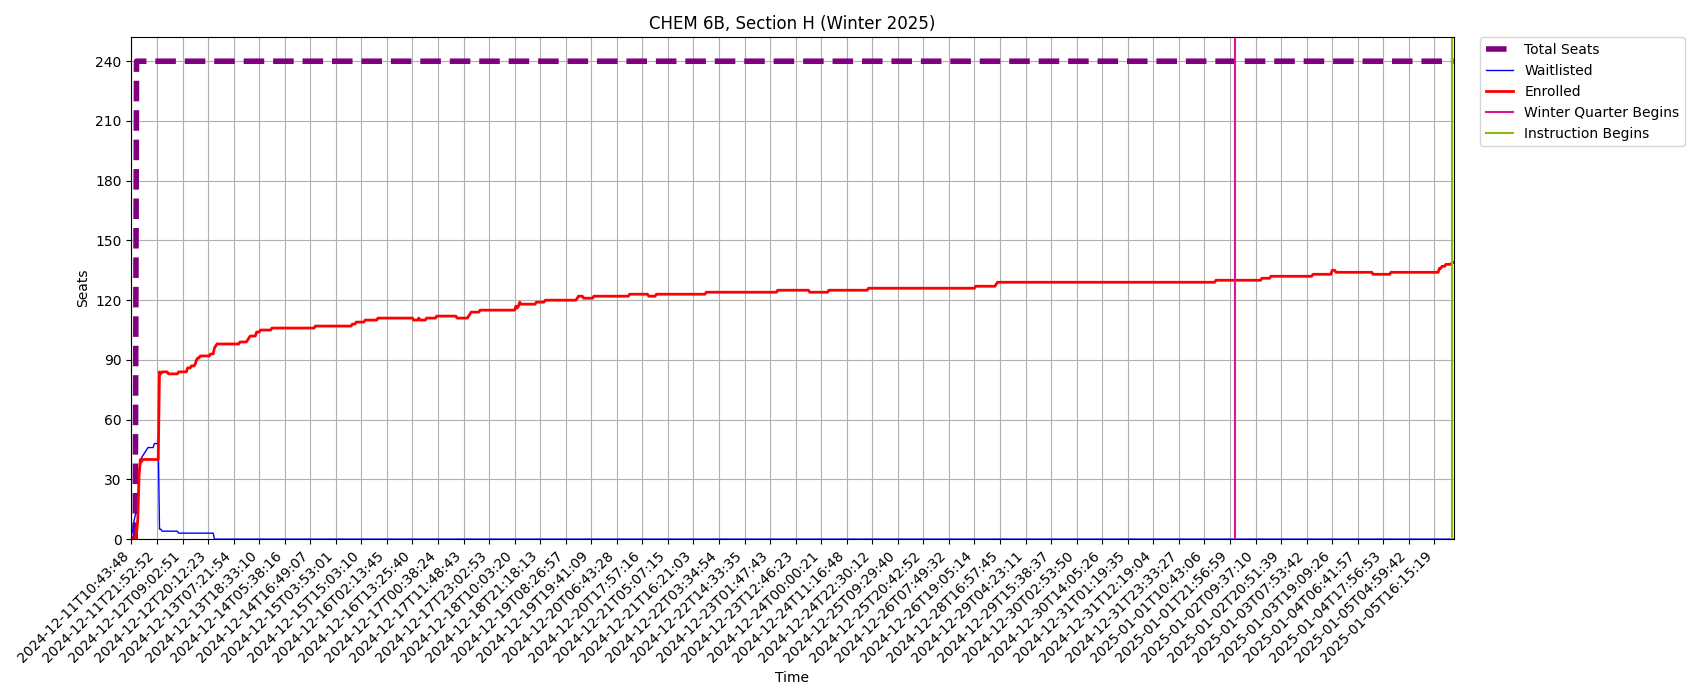 CHEM 6B, Section H (Winter 2025)
Total Seats
Waitlisted
Enrolled
Winter Quarter Begins
Instruction Begins
Seats
240
210
180
150
120
90
60
30
0
2024-12-11T10:43:48
2024-12-11T21:52:52
2024-12-12T09:02:51
2024-12-12T20:12:23
2024-12-13T07:21:54
2024-12-13T18:33:10
2024-12-14T05:38:16
2024-12-14T16:49:07
2024-12-15T03:53:01
2024-12-15T15:03:10
2024-12-16T02:13:45
2024-12-16T13:25:40
2024-12-17T00:38:24
2024-12-17T11:48:43
2024-12-17T23:02:53
2024-12-18T10:03:20
2024-12-18T21:18:13
2024-12-19T08:26:57
2024-12-19T19:41:09
2024-12-20T06:43:28
2024-12-20T17:57:16
2024-12-21T05:07:15
2024-12-21T16:21:03
2024-12-22T03:34:54
2024-12-22T14:33:35
2024-12-23T01:47:43
2024-12-23T12:46:23
2024-12-24T00:00:21
2024-12-24T11:16:48
2024-12-24T22:30:12
2024-12-25T09:29:40
2024-12-25T20:42:52
2024-12-26T07:49:32
2024-12-26T19:05:14
2024-12-28T16:57:45
2024-12-29T04:23:11
2024-12-29T15:38:37
2024-12-30T02:53:50
2024-12-30T14:05:26
2024-12-31T01:19:35
2024-12-31T12:19:04
2024-12-31T23:33:27
2025-01-01T10:43:06
2025-01-01T21:56:59
2025-01-02T09:37:10
2025-01-02T20:51:39
2025-01-03T07:53:42
2025-01-03T19:09:26
2025-01-04T06:41:57
2025-01-04T17:56:53
2025-01-05T04:59:42
2025-01-05T16:15:19
Time